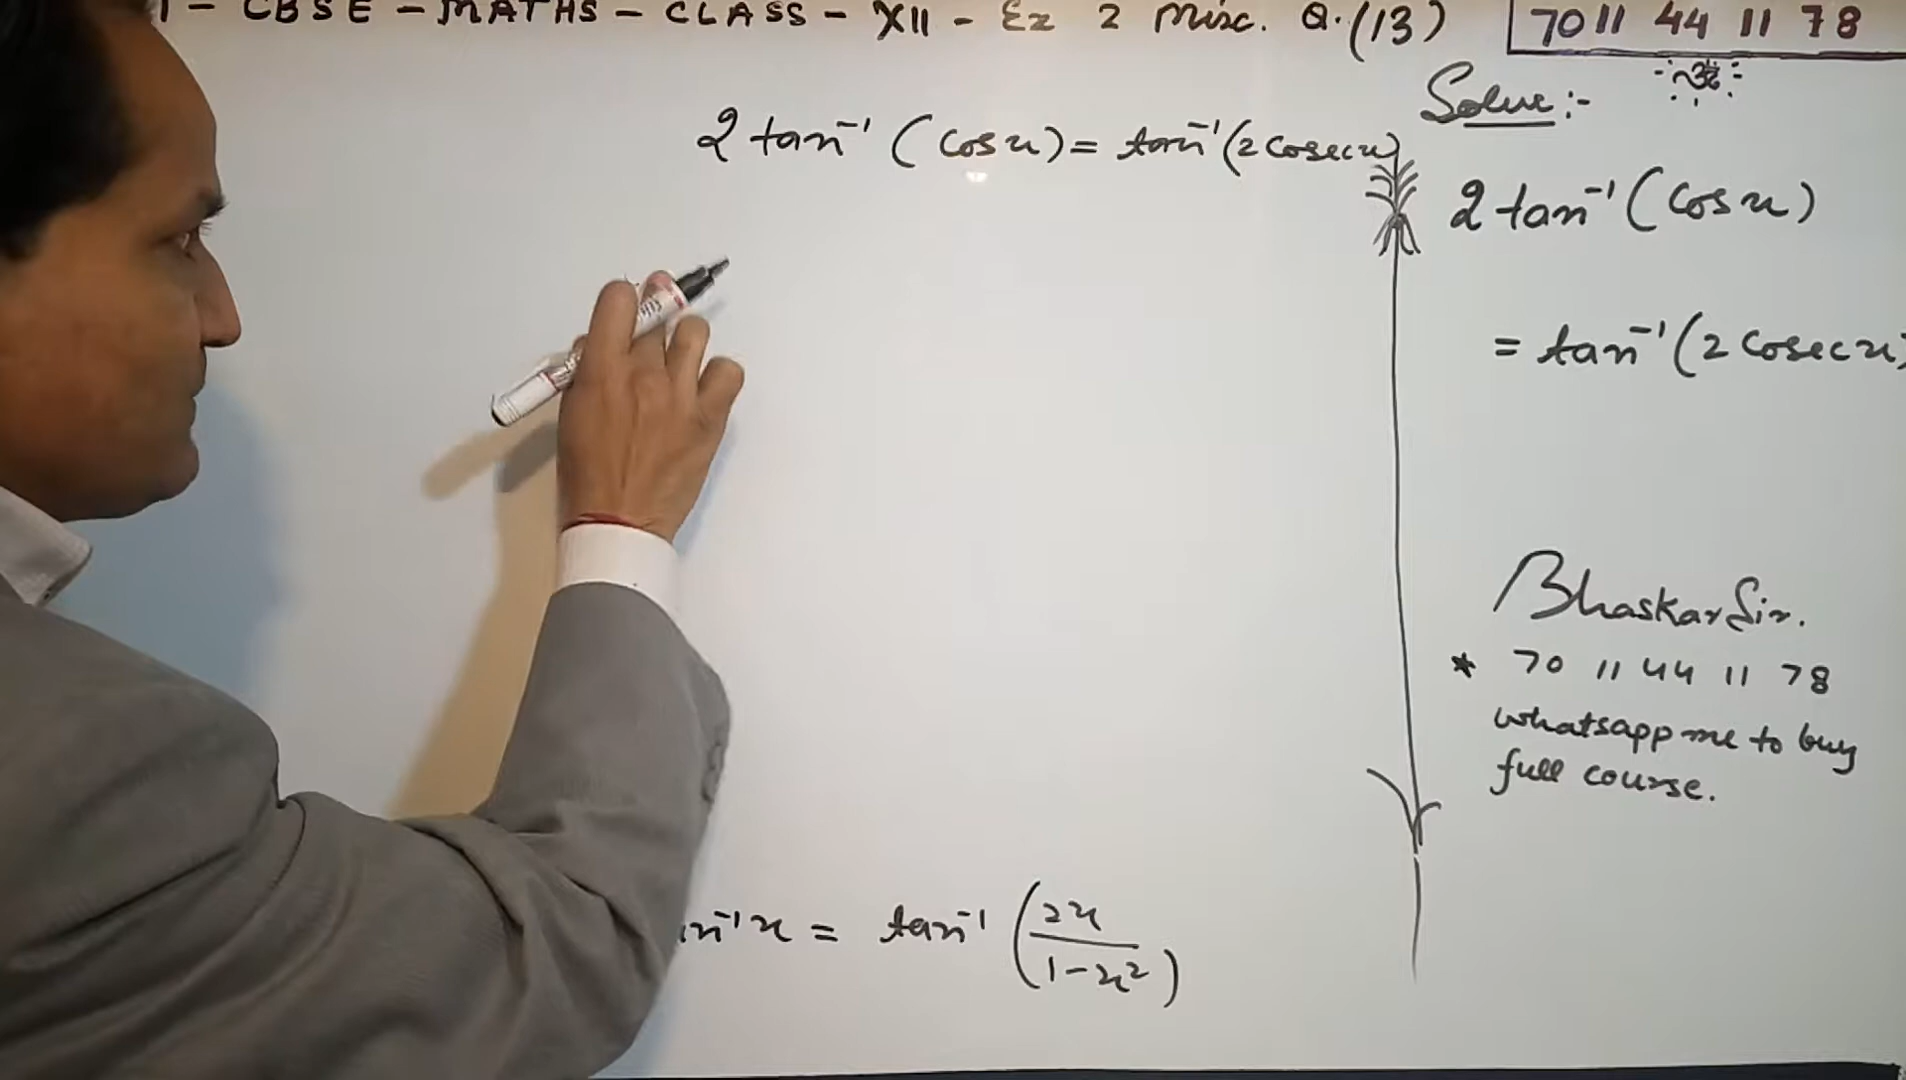 - CBSE - MATHS - CLASS - XII - Ex 2 Misc. Q. (13)
70 11 44 11 78
ॐ
Solve :-
2 tan⁻¹ (cos x) = tan⁻¹ (2 cosec x)
2 tan⁻¹ (cos x)
= tan⁻¹ (2 cosec x)
Bhaskar Sir.
* 70 11 44 11 78
whatsapp me to buy
full course.
an⁻¹ x = tan⁻¹ (2x / 1 - x²)